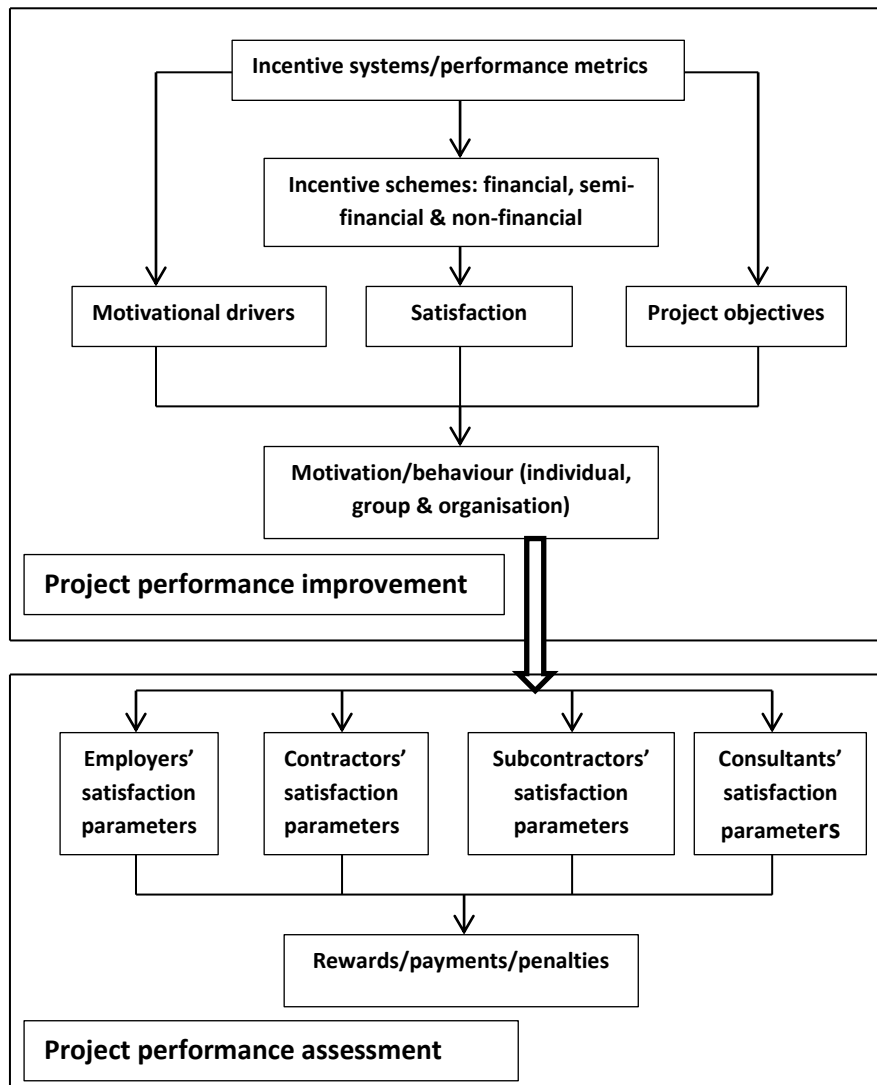 Incentive systems/performance metrics
Incentive schemes: financial, semi-
financial & non-financial
Motivational drivers
Satisfaction
Project objectives
Motivation/behaviour (individual,
group & organisation)
Project performance improvement
Employers’
satisfaction
parameters
Contractors’
satisfaction
parameters
Subcontractors’
satisfaction
parameters
Consultants’
satisfaction
parameters
Rewards/payments/penalties
Project performance assessment